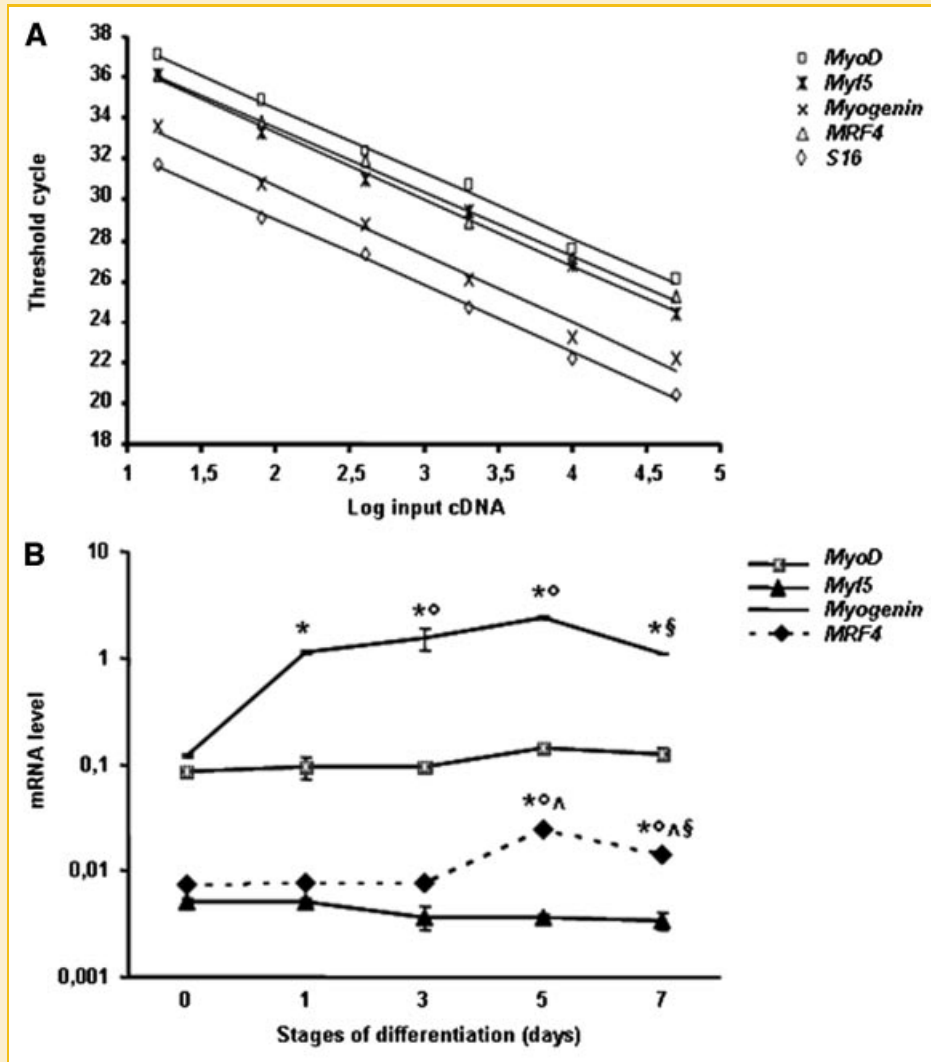 A
38
36
34
32
30
28
26
24
22
20
18
Threshold cycle
1 1,5 2 2,5 3 3,5 4 4,5 5
Log input cDNA
MyoD
Myf5
Myogenin
MRF4
S16
B
10
1
0,1
0,01
0,001
mRNA level
* *° *° *§
*°^ *°^§
0 1 3 5 7
Stages of differentiation (days)
MyoD
Myf5
Myogenin
MRF4